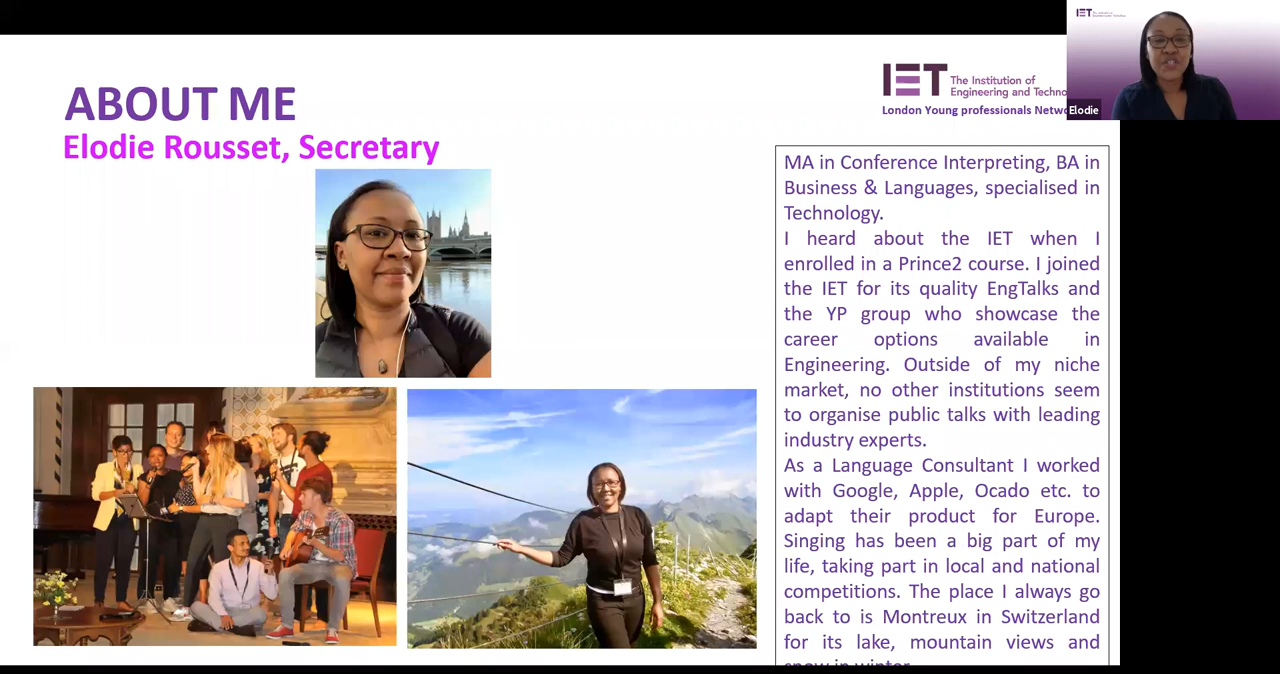 ABOUT ME
Elodie Rousset, Secretary
IET The Institution of
Engineering and Techno
London Young professionals Netwo
IET
Elodie
MA in Conference Interpreting, BA in
Business & Languages, specialised in
Technology.
I heard about the IET when I
enrolled in a Prince2 course. I joined
the IET for its quality EngTalks and
the YP group who showcase the
career options available in
Engineering. Outside of my niche
market, no other institutions seem
to organise public talks with leading
industry experts.
As a Language Consultant I worked
with Google, Apple, Ocado etc. to
adapt their product for Europe.
Singing has been a big part of my
life, taking part in local and national
competitions. The place I always go
back to is Montreux in Switzerland
for its lake, mountain views and
snow in winter.